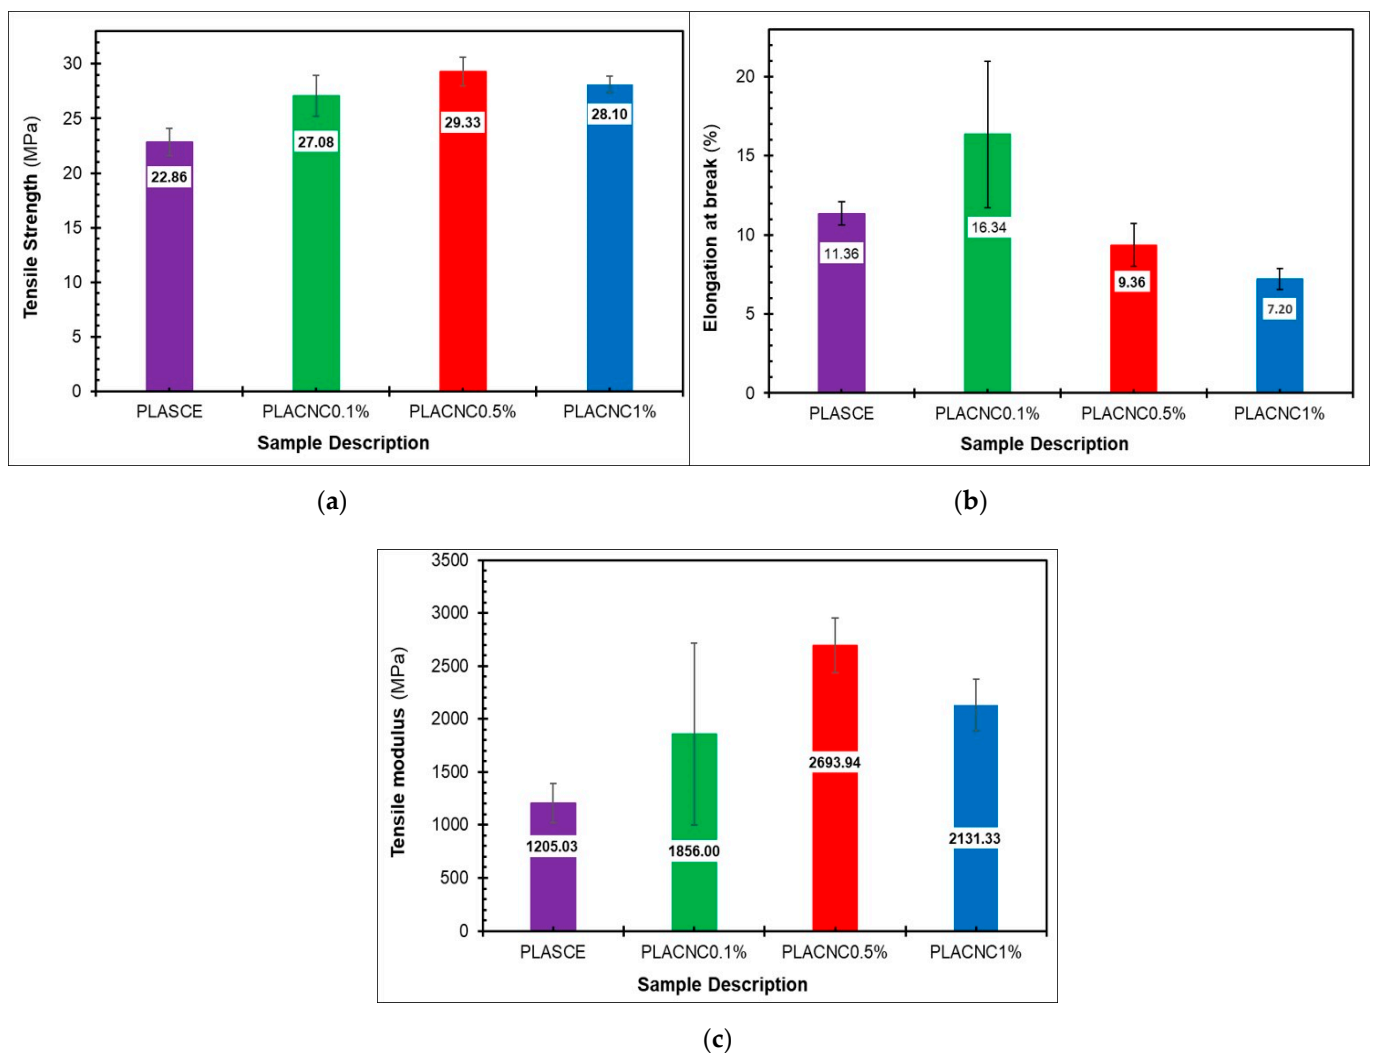 Tensile Strength (MPa)
30
25
20
15
10
5
0
22.86
27.08
29.33
28.10
PLASCE
PLACNC0.1%
PLACNC0.5%
PLACNC1%
Sample Description
(a)
Elongation at break (%)
20
15
10
5
0
11.36
16.34
9.36
7.20
PLASCE
PLACNC0.1%
PLACNC0.5%
PLACNC1%
Sample Description
(b)
Tensile modulus (MPa)
3500
3000
2500
2000
1500
1000
500
0
1205.03
1856.00
2693.94
2131.33
PLASCE
PLACNC0.1%
PLACNC0.5%
PLACNC1%
Sample Description
(c)